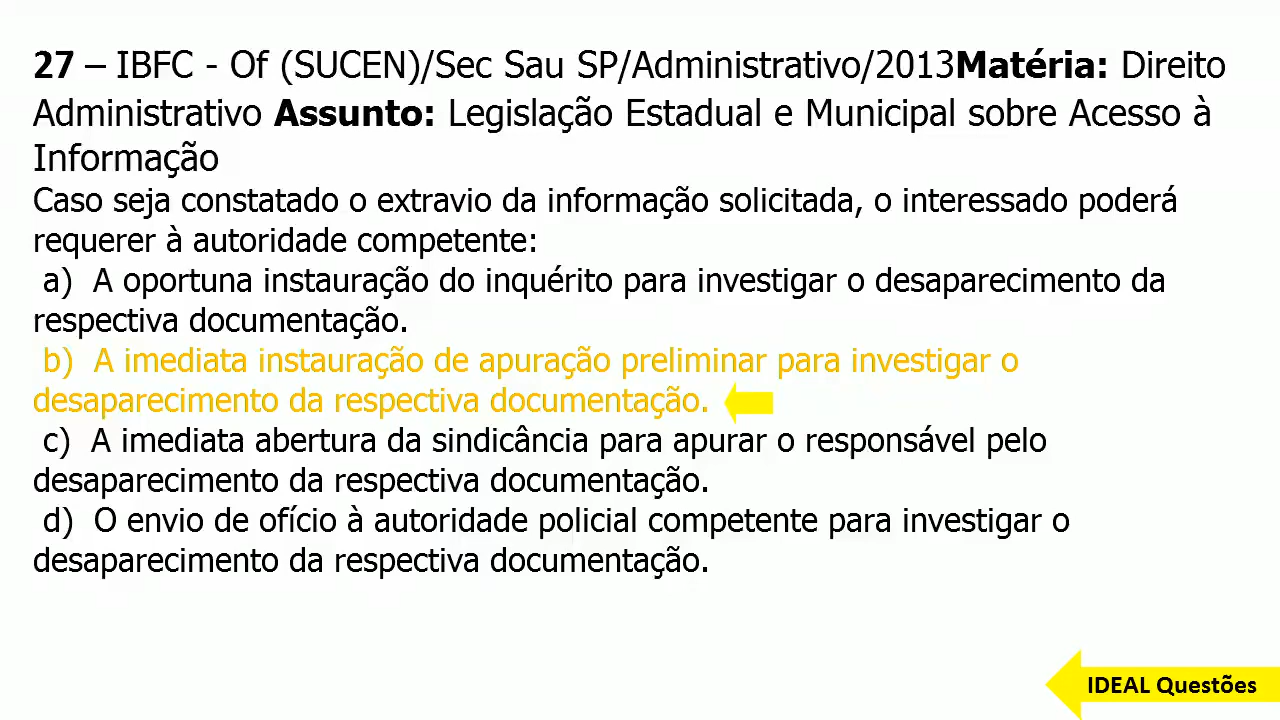 27 – IBFC - Of (SUCEN)/Sec Sau SP/Administrativo/2013Matéria: Direito
Administrativo Assunto: Legislação Estadual e Municipal sobre Acesso à
Informação
Caso seja constatado o extravio da informação solicitada, o interessado poderá
requerer à autoridade competente:
a) A oportuna instauração do inquérito para investigar o desaparecimento da
respectiva documentação.
b) A imediata instauração de apuração preliminar para investigar o
desaparecimento da respectiva documentação.
c) A imediata abertura da sindicância para apurar o responsável pelo
desaparecimento da respectiva documentação.
d) O envio de ofício à autoridade policial competente para investigar o
desaparecimento da respectiva documentação.
IDEAL Questões